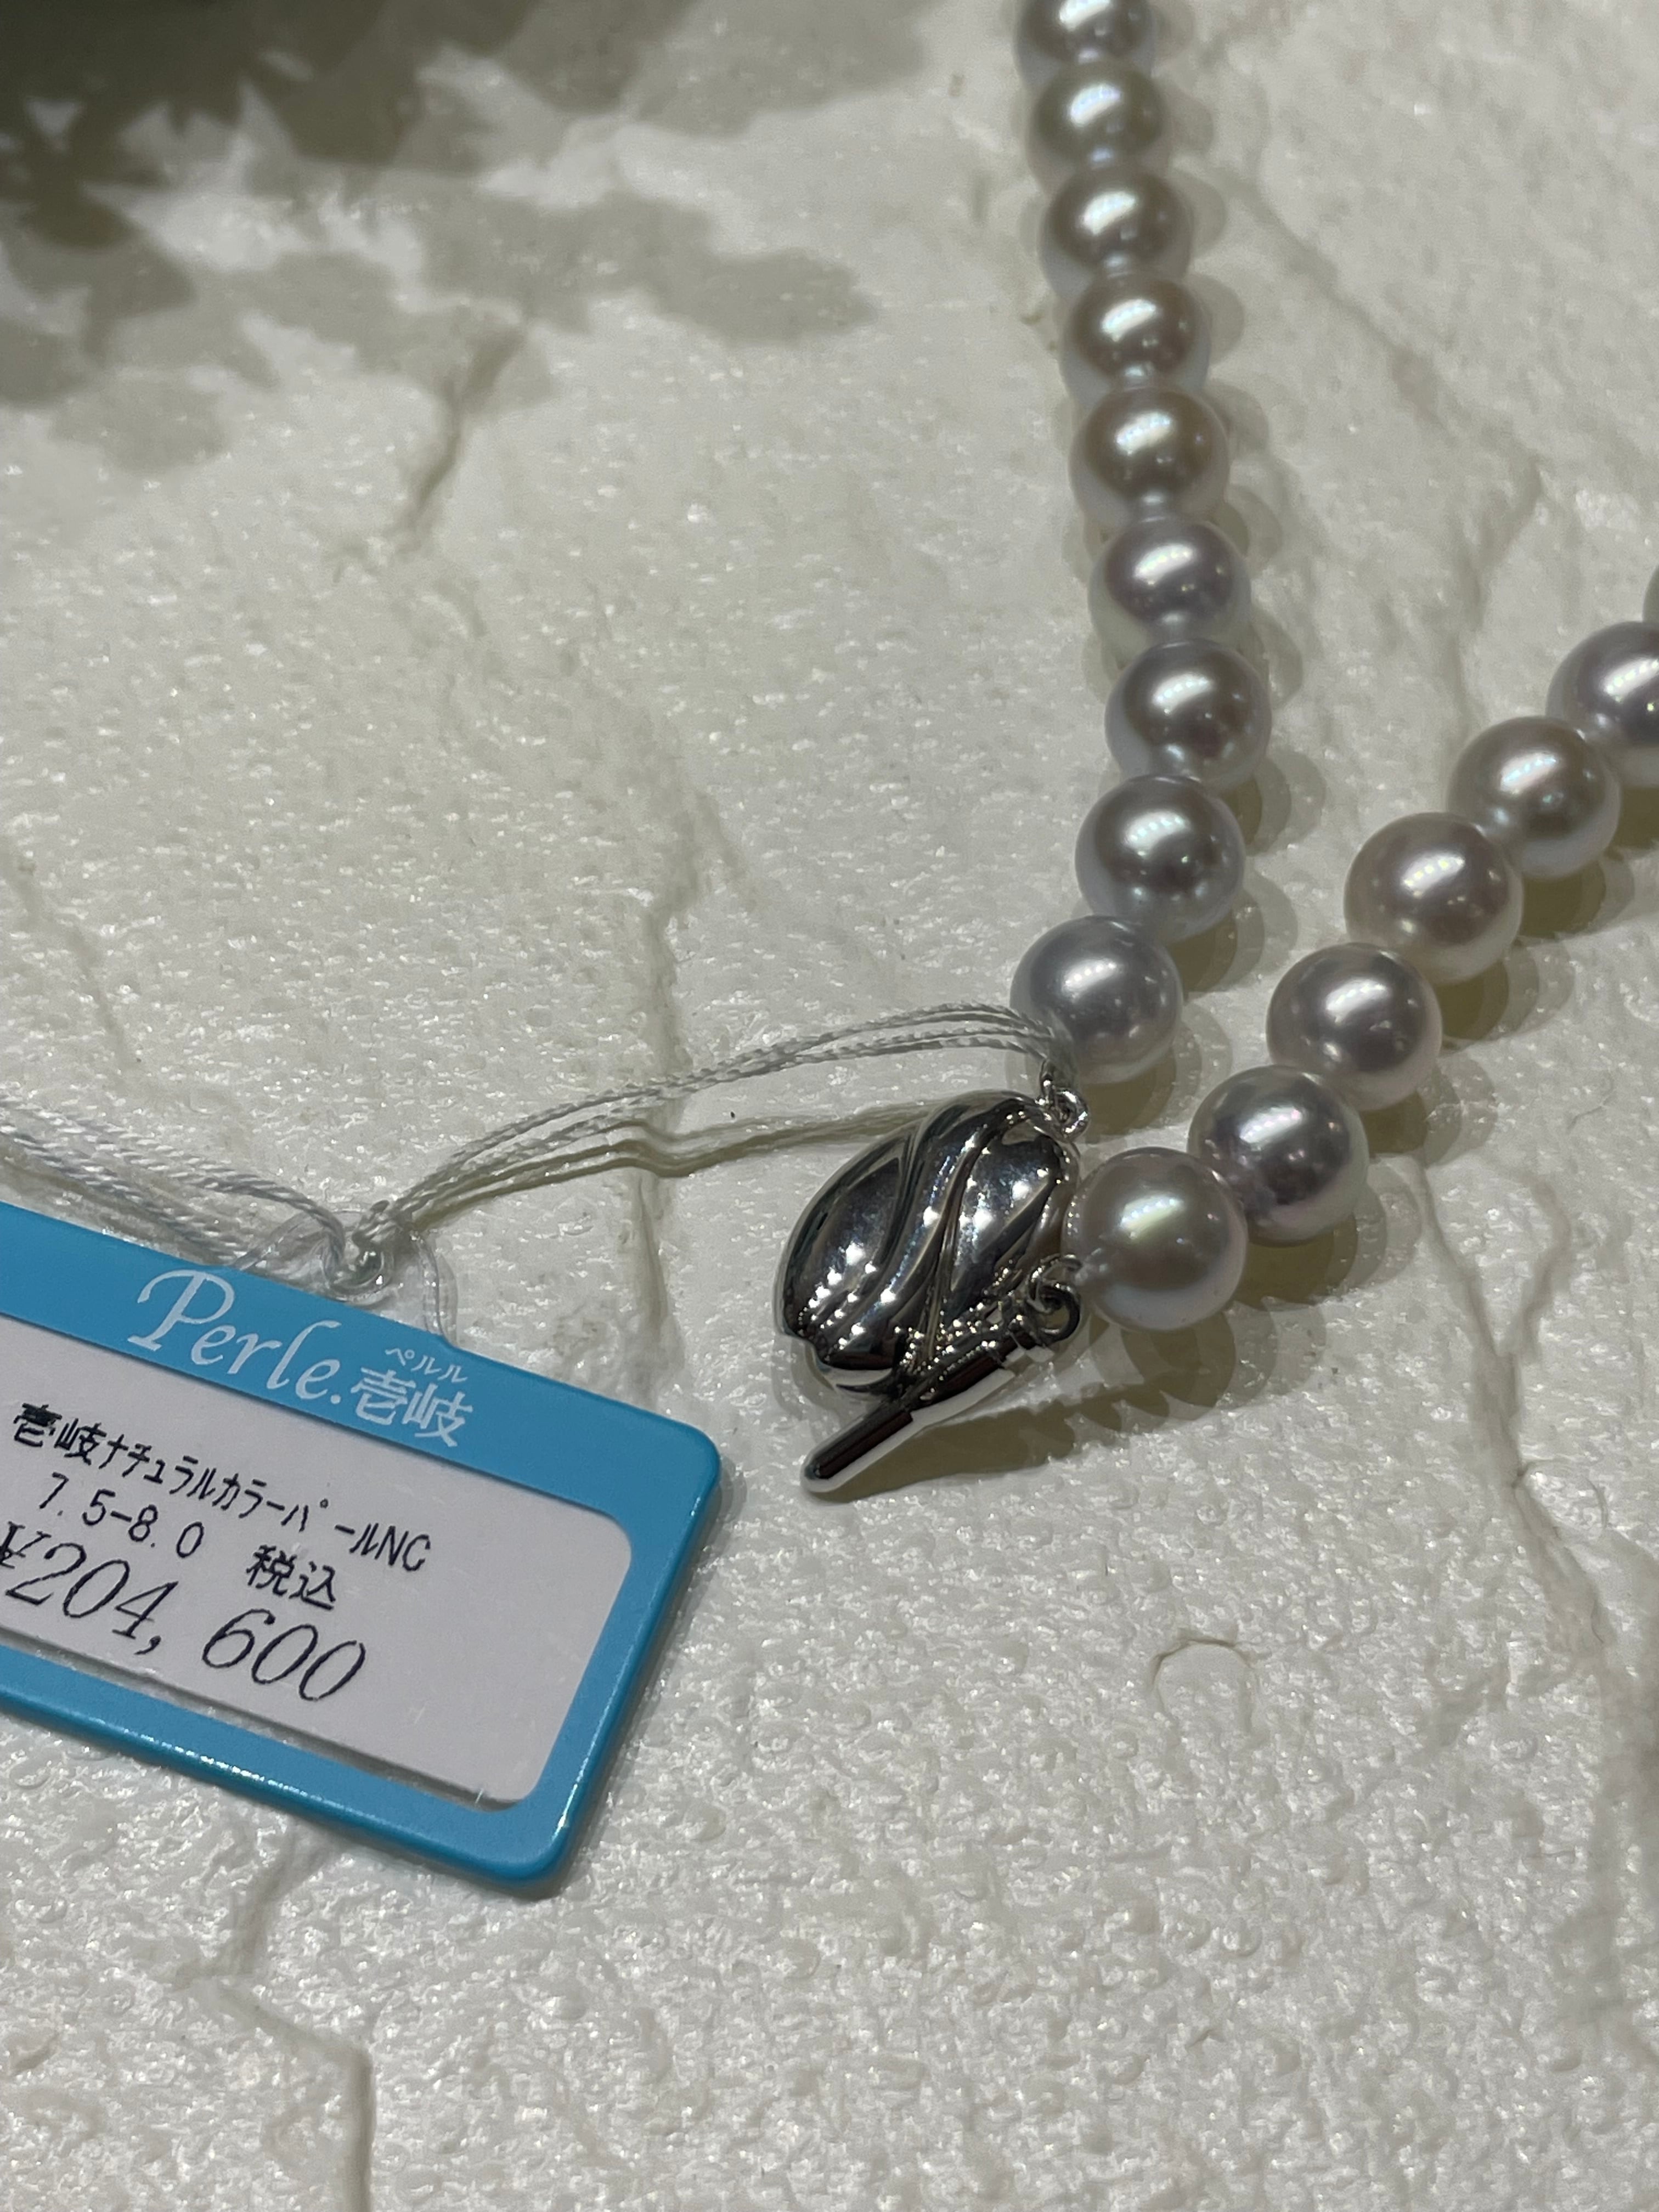 Perle.壱岐
ペルル
壱岐ナチュラルカラーパールNC
7.5-8.0 税込
¥204,600